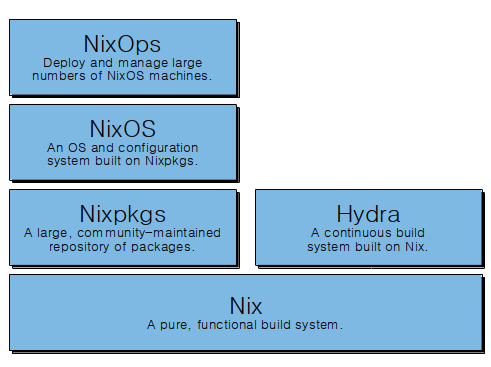 NixOps
Deploy and manage large
numbers of NixOS machines.
NixOS
An OS and configuration
system built on Nixpkgs.
Nixpkgs
A large, community-maintained
repository of packages.
Hydra
A continuous build
system built on Nix.
Nix
A pure, functional build system.